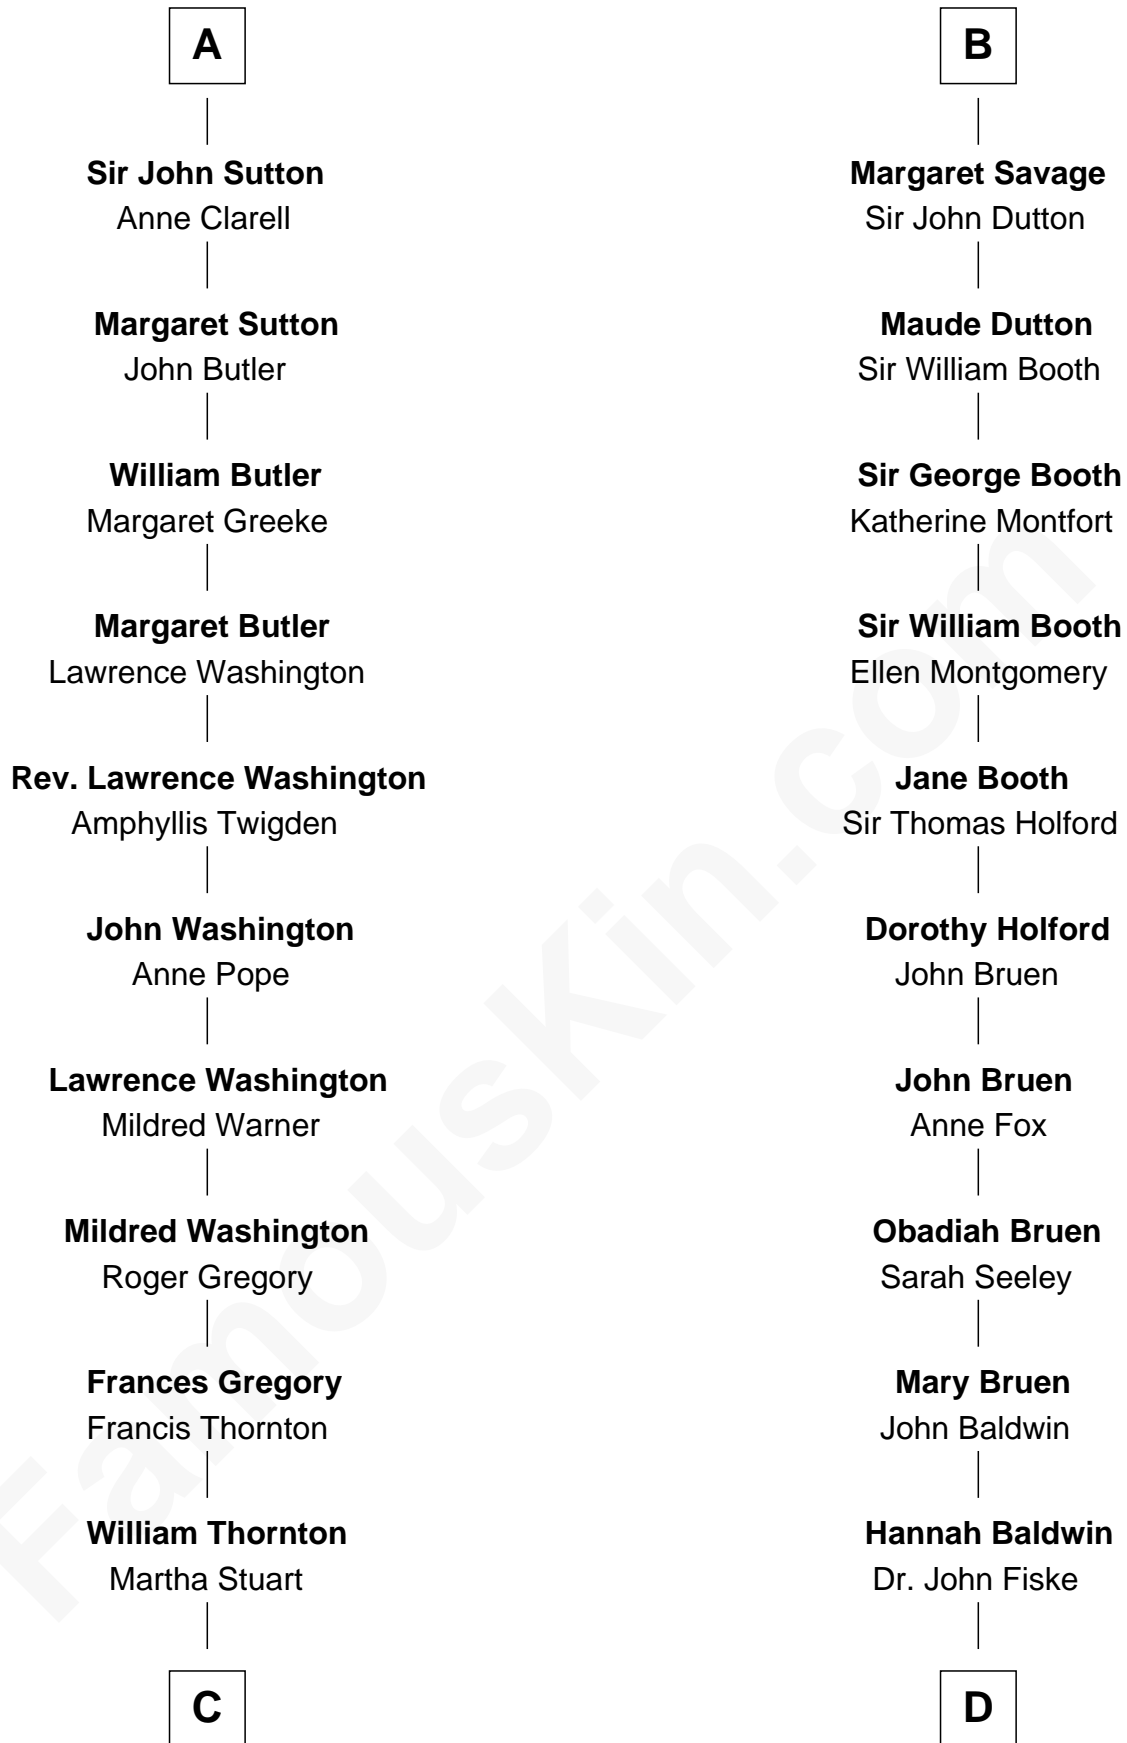 A
Sir John Sutton
Anne Clarell
Margaret Sutton
John Butler
William Butler
Margaret Greeke
Margaret Butler
Lawrence Washington
Rev. Lawrence Washington
Amphyllis Twigden
John Washington
Anne Pope
Lawrence Washington
Mildred Warner
Mildred Washington
Roger Gregory
Frances Gregory
Francis Thornton
William Thornton
Martha Stuart
C
B
Margaret Savage
Sir John Dutton
Maude Dutton
Sir William Booth
Sir George Booth
Katherine Montfort
Sir William Booth
Ellen Montgomery
Jane Booth
Sir Thomas Holford
Dorothy Holford
John Bruen
John Bruen
Anne Fox
Obadiah Bruen
Sarah Seeley
Mary Bruen
John Baldwin
Hannah Baldwin
Dr. John Fiske
D
FamousKin.com